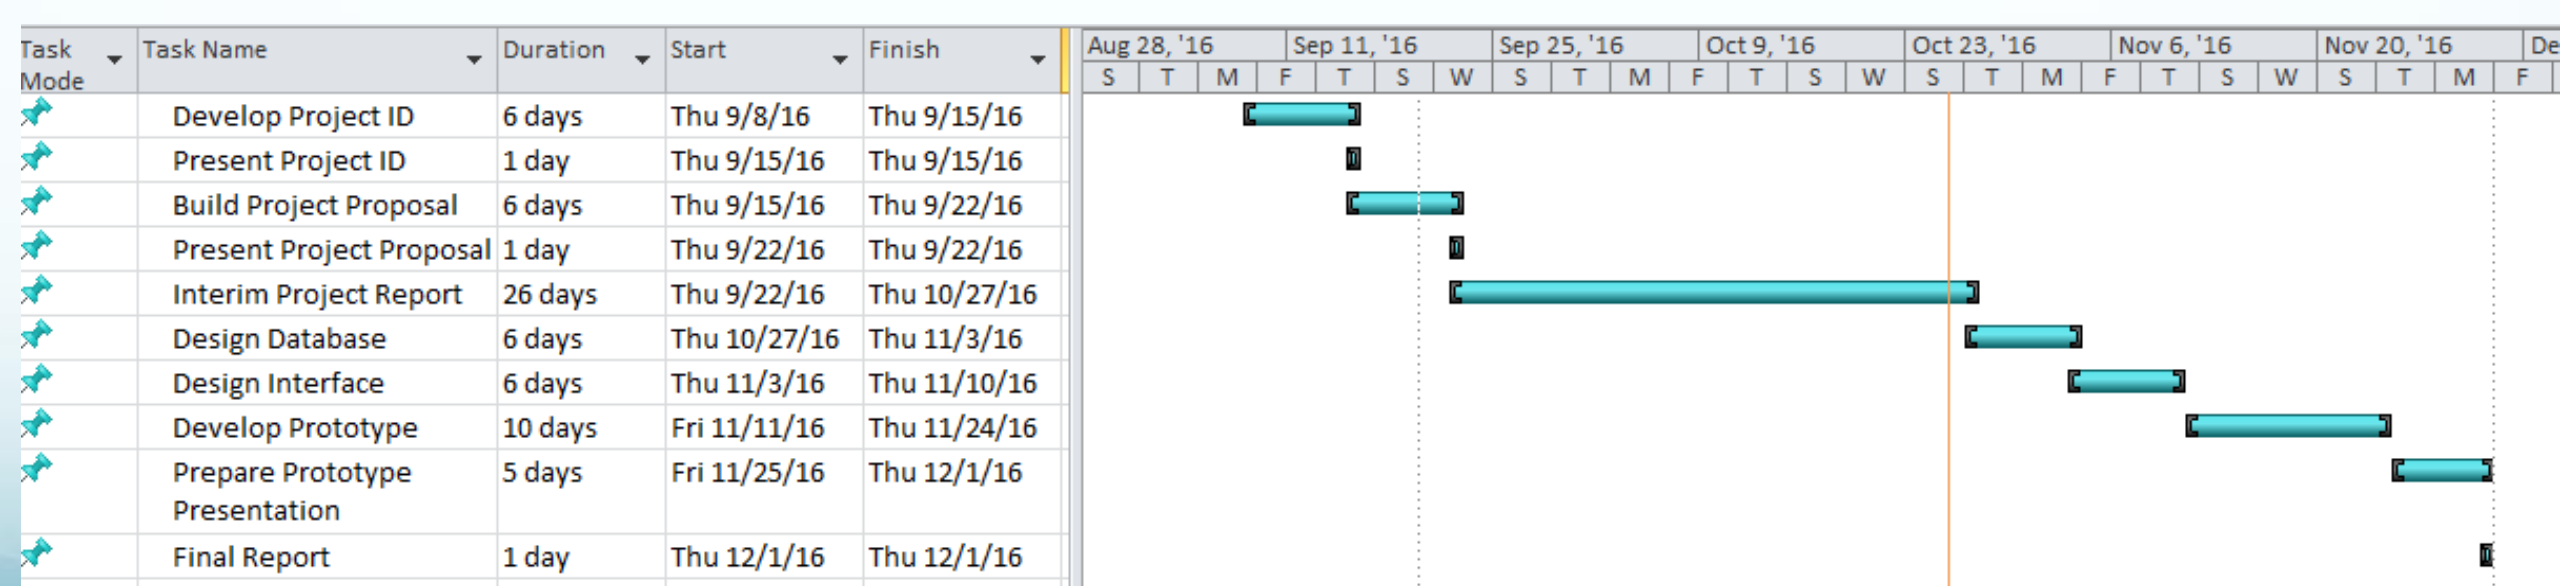 Task Mode Task Name Duration Start Finish Aug 28, '16 Sep 11, '16 Sep 25, '16 Oct 9, '16 Oct 23, '16 Nov 6, '16 Nov 20, '16 De
S T M F T S W S T M F T S W S T M F T S W S T M F
Develop Project ID 6 days Thu 9/8/16 Thu 9/15/16
Present Project ID 1 day Thu 9/15/16 Thu 9/15/16
Build Project Proposal 6 days Thu 9/15/16 Thu 9/22/16
Present Project Proposal 1 day Thu 9/22/16 Thu 9/22/16
Interim Project Report 26 days Thu 9/22/16 Thu 10/27/16
Design Database 6 days Thu 10/27/16 Thu 11/3/16
Design Interface 6 days Thu 11/3/16 Thu 11/10/16
Develop Prototype 10 days Fri 11/11/16 Thu 11/24/16
Prepare Prototype 5 days Fri 11/25/16 Thu 12/1/16
Presentation
Final Report 1 day Thu 12/1/16 Thu 12/1/16